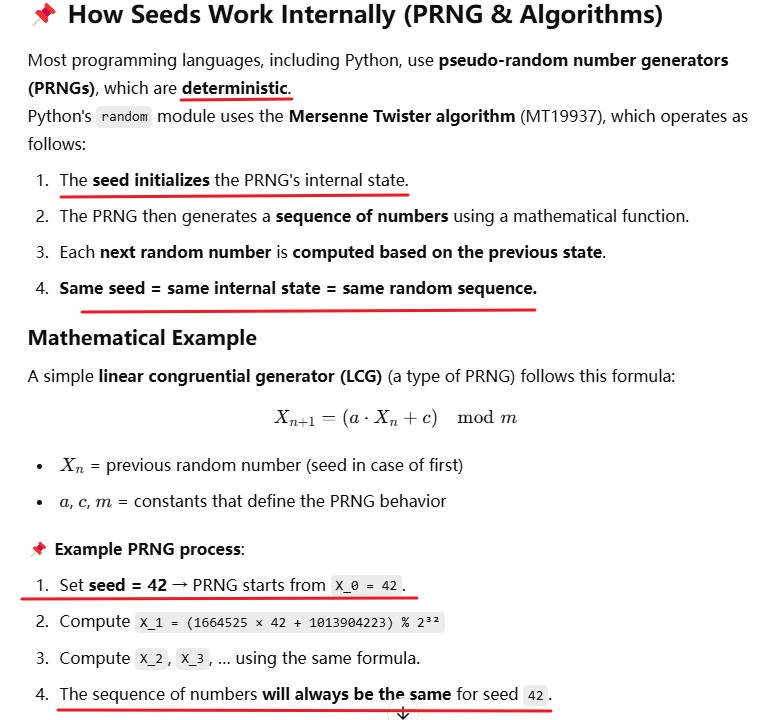 📌 How Seeds Work Internally (PRNG & Algorithms)
Most programming languages, including Python, use pseudo-random number generators
(PRNGs), which are deterministic.
Python's random module uses the Mersenne Twister algorithm (MT19937), which operates as
follows:
1. The seed initializes the PRNG's internal state.
2. The PRNG then generates a sequence of numbers using a mathematical function.
3. Each next random number is computed based on the previous state.
4. Same seed = same internal state = same random sequence.
Mathematical Example
A simple linear congruential generator (LCG) (a type of PRNG) follows this formula:
Xₙ₊₁ = (a · Xₙ + c) mod m
• Xₙ = previous random number (seed in case of first)
• a, c, m = constants that define the PRNG behavior
📌 Example PRNG process:
1. Set seed = 42 → PRNG starts from X_0 = 42.
2. Compute X_1 = (1664525 × 42 + 1013904223) % 2³²
3. Compute X_2, X_3, ... using the same formula.
4. The sequence of numbers will always be the same for seed 42.